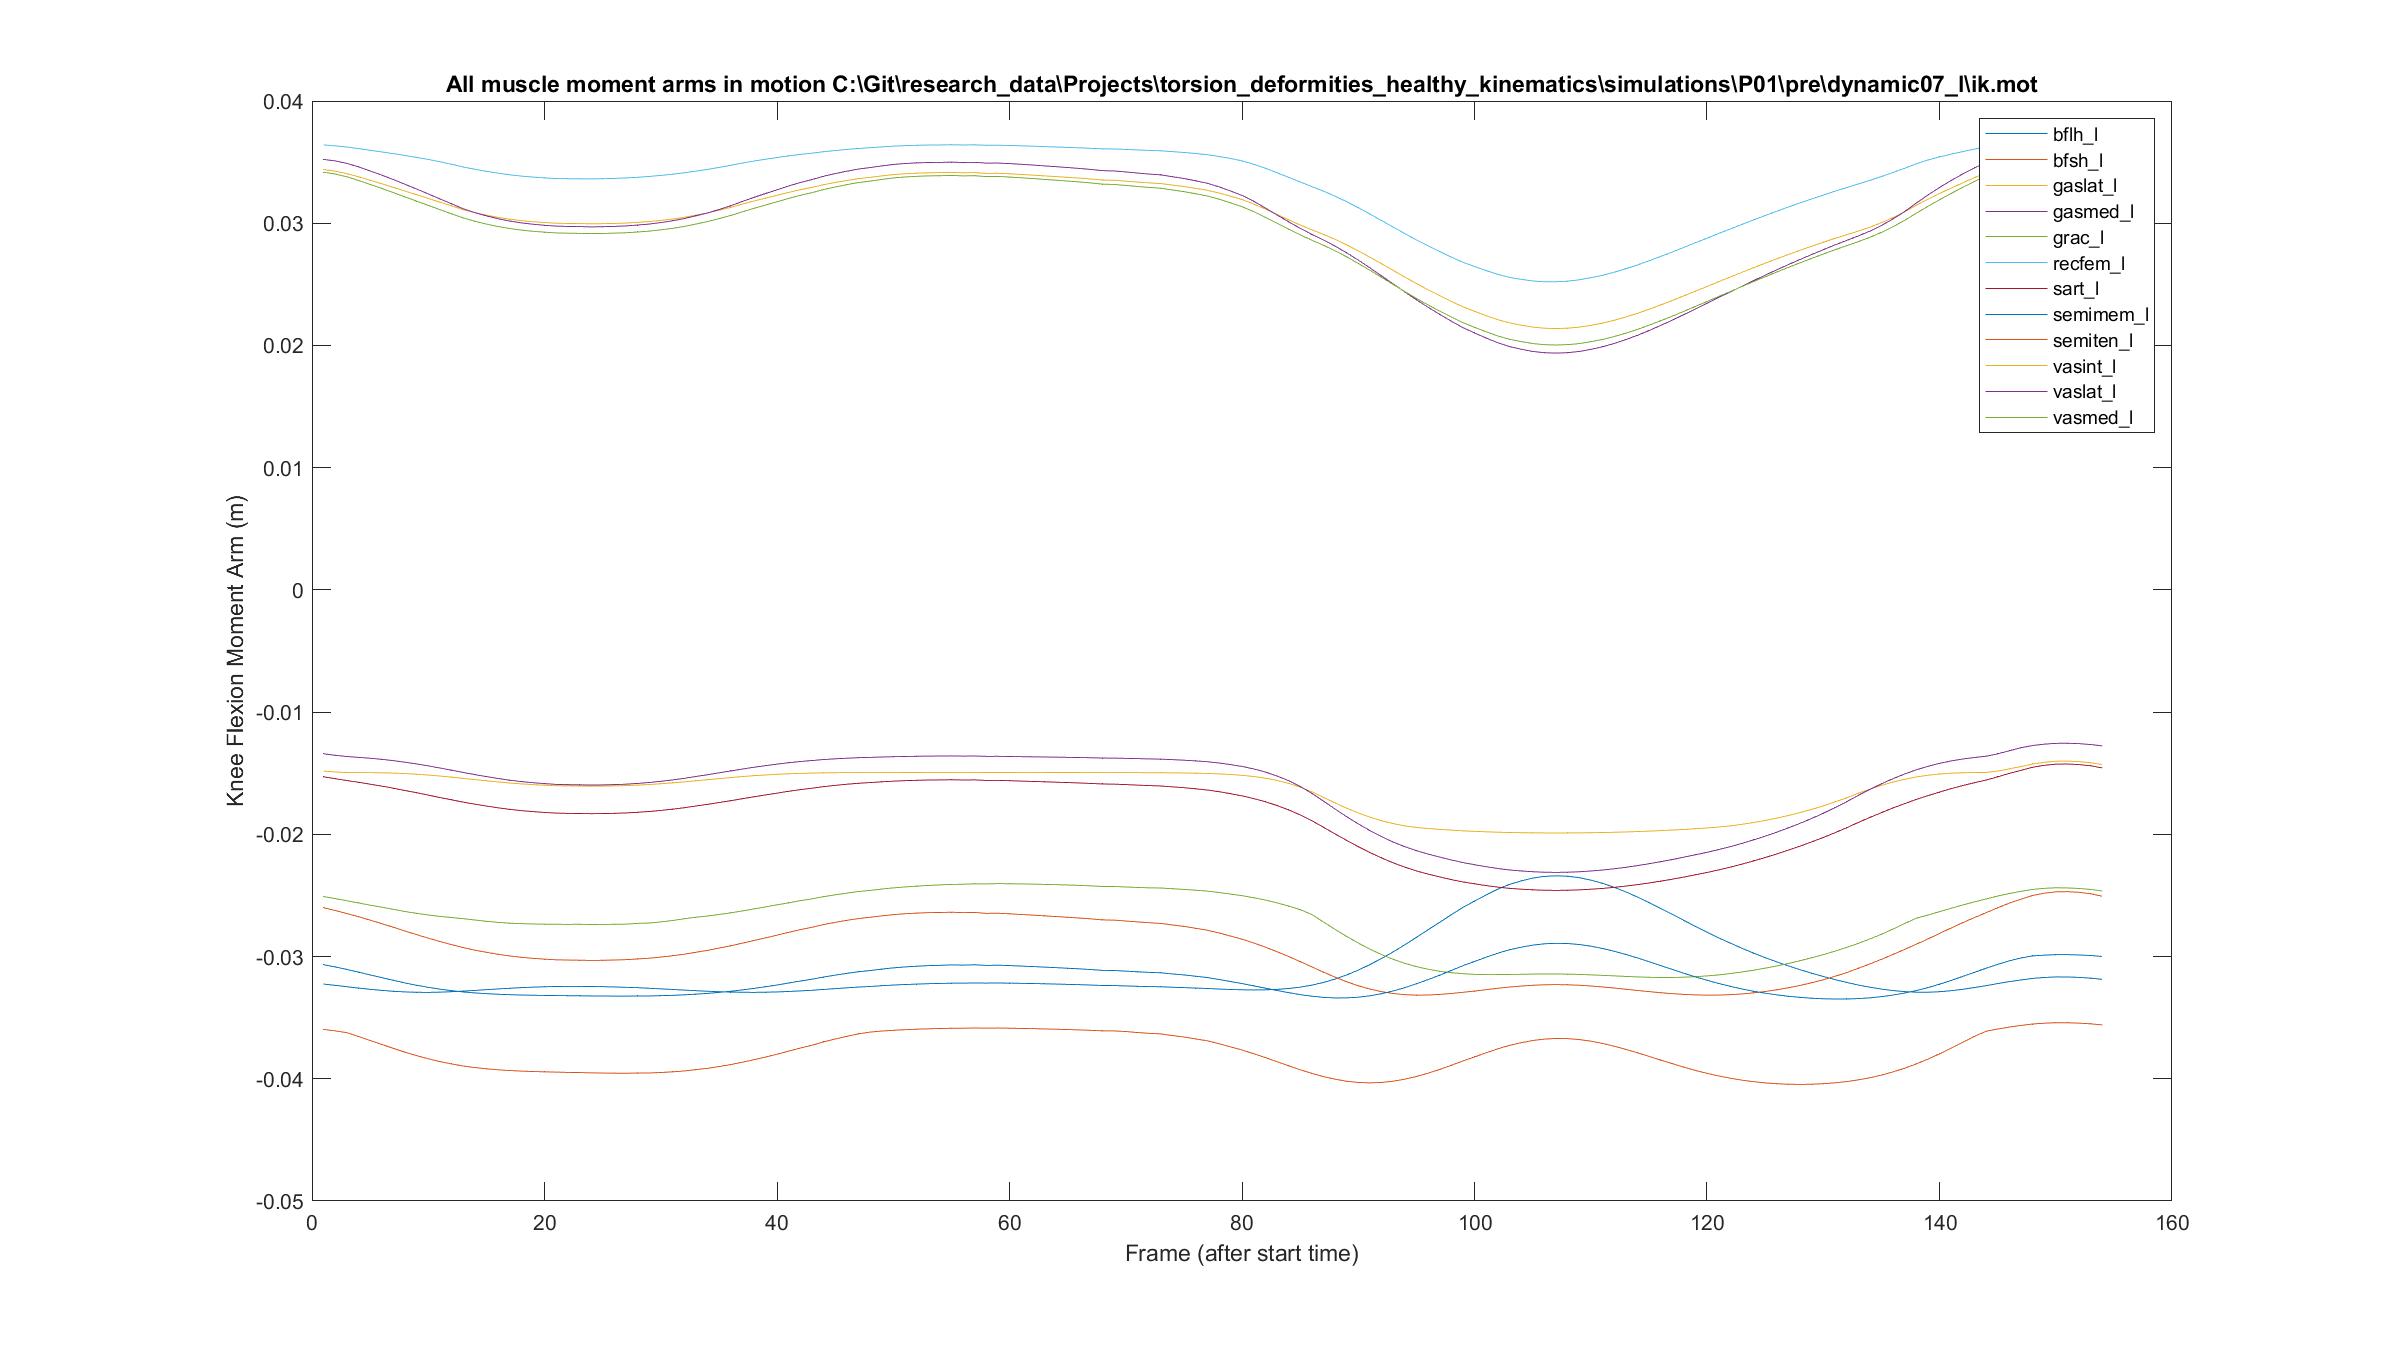 All muscle moment arms in motion C:\Git\research_data\Projects\torsion_deformities_healthy_kinematics\simulations\P01\pre\dynamic07_l\ik.mot
0.04
0.03
0.02
0.01
0
-0.01
-0.02
-0.03
-0.04
-0.05
Knee Flexion Moment Arm (m)
bflh_l
bfsh_l
gaslat_l
gasmed_l
grac_l
recfem_l
sart_l
semimem_l
semiten_l
vasint_l
vaslat_l
vasmed_l
0 20 40 60 80 100 120 140 160
Frame (after start time)